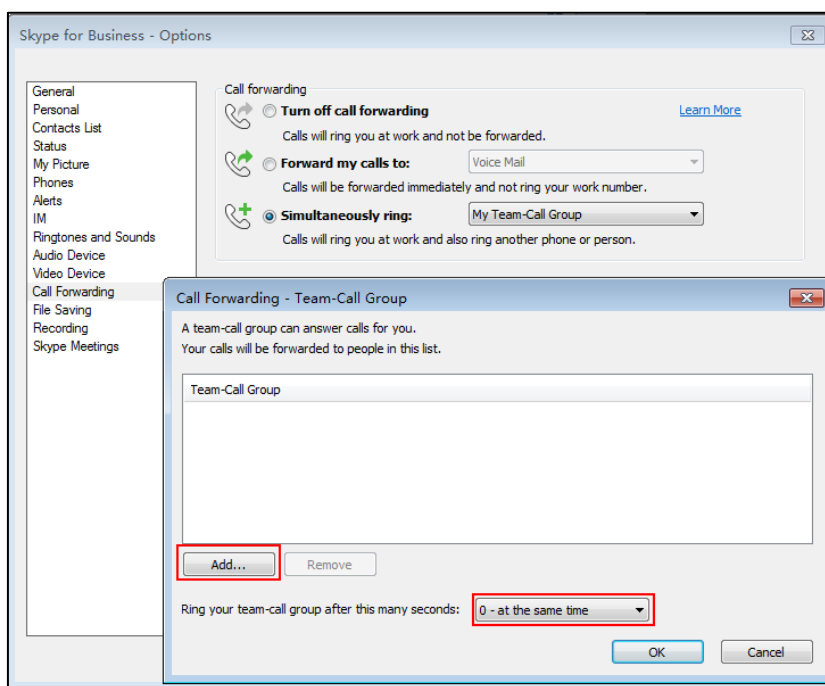 Skype for Business - Options
General
Personal
Contacts List
Status
My Picture
Phones
Alerts
IM
Ringtones and Sounds
Audio Device
Video Device
Call Forwarding
File Saving
Recording
Skype Meetings
Call forwarding
Turn off call forwarding
Learn More
Calls will ring you at work and not be forwarded.
Forward my calls to:
Voice Mail
Calls will be forwarded immediately and not ring your work number.
Simultaneously ring:
My Team-Call Group
Calls will ring you at work and also ring another phone or person.
Call Forwarding - Team-Call Group
A team-call group can answer calls for you.
Your calls will be forwarded to people in this list.
Team-Call Group
Add...
Remove
Ring your team-call group after this many seconds:
0 - at the same time
OK
Cancel